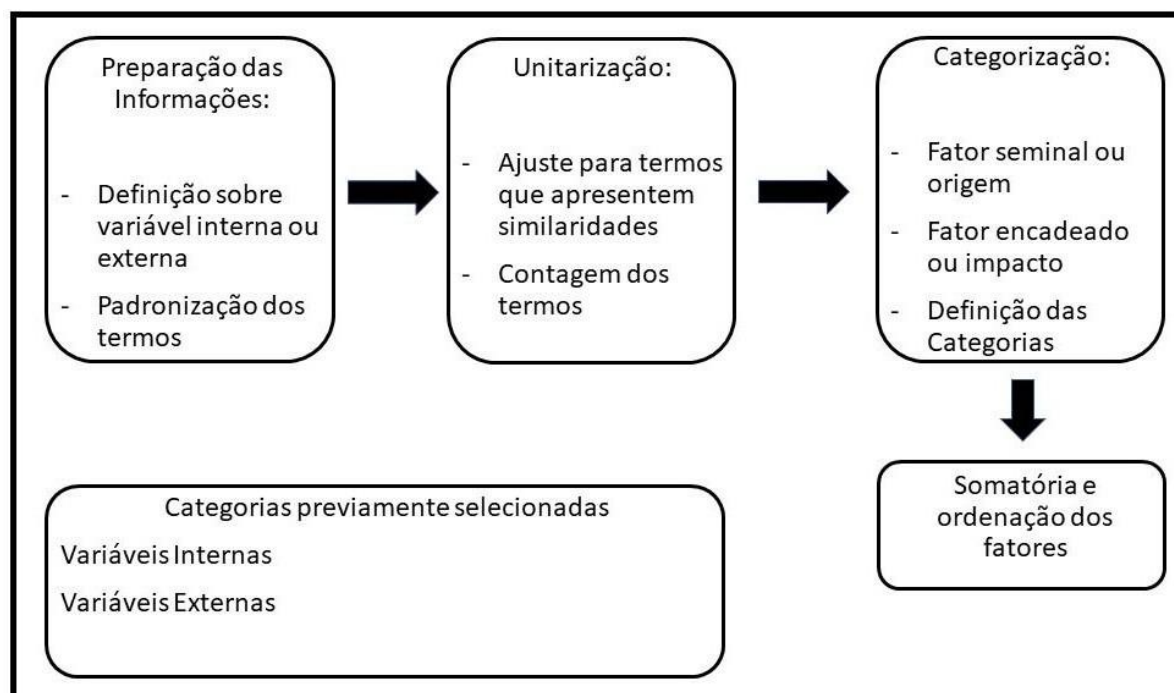 Preparação das
Informações:
- Definição sobre
variável interna ou
externa
- Padronização dos
termos
Unitarização:
- Ajuste para termos
que apresentem
similaridades
- Contagem dos
termos
Categorização:
- Fator seminal ou
origem
- Fator encadeado
ou impacto
- Definição das
Categorias
Somatória e
ordenação dos
fatores
Categorias previamente selecionadas
Variáveis Internas
Variáveis Externas